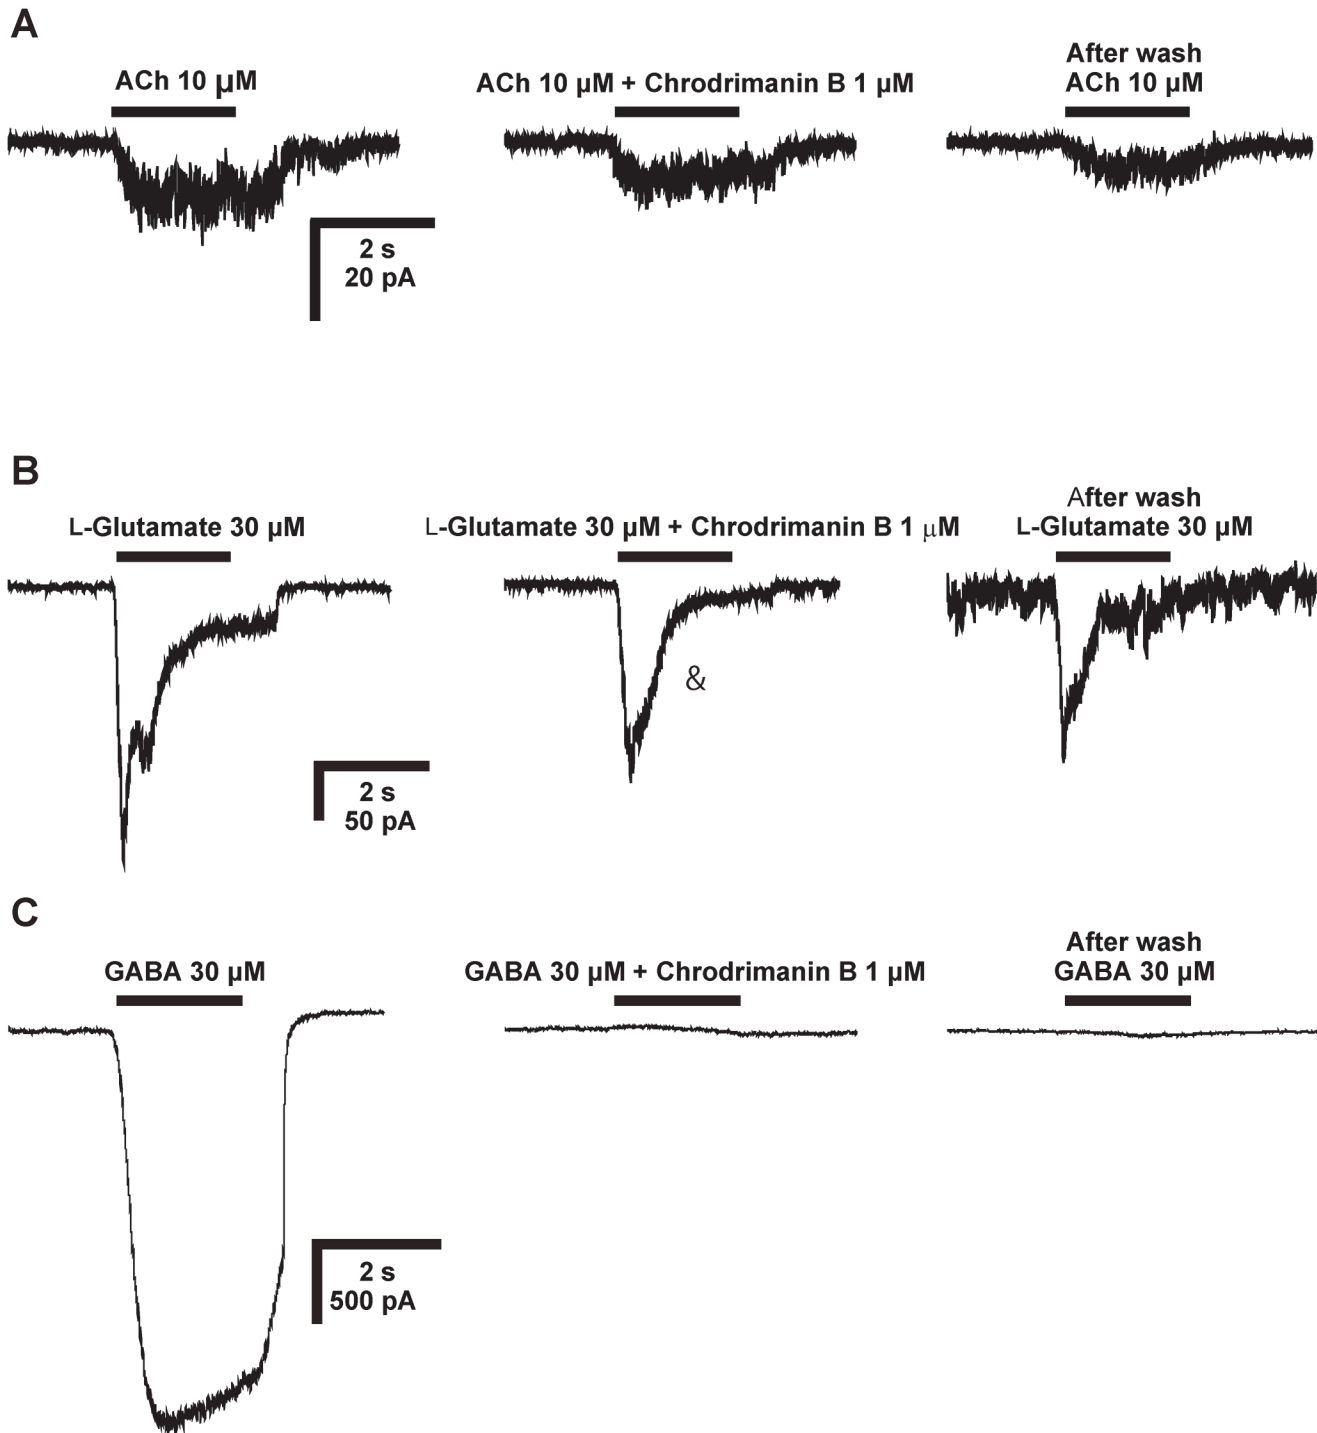 A
ACh 10 µM
ACh 10 µM + Chrodrimanin B 1 µM
After wash
ACh 10 µM
2 s
20 pA
B
L-Glutamate 30 µM
L-Glutamate 30 µM + Chrodrimanin B 1 µM
After wash
L-Glutamate 30 µM
&
2 s
50 pA
C
GABA 30 µM
GABA 30 µM + Chrodrimanin B 1 µM
After wash
GABA 30 µM
2 s
500 pA